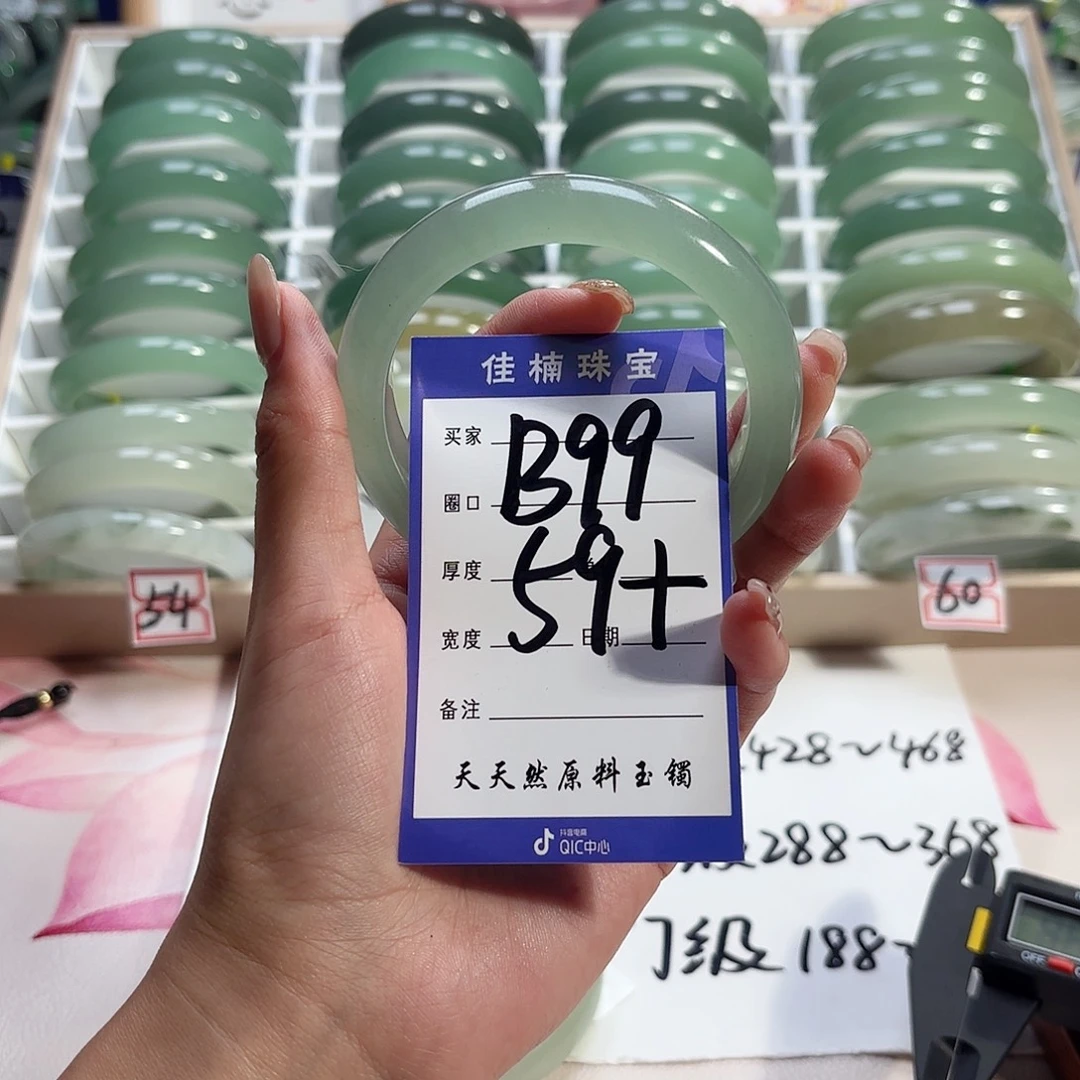 佳楠珠宝
买家
B99
圈口
厚度
59+
宽度
日期
备注
天天然原料玉镯
抖音电商
QIC中心
54
60
428~468
288~368
门级 188~
OFF